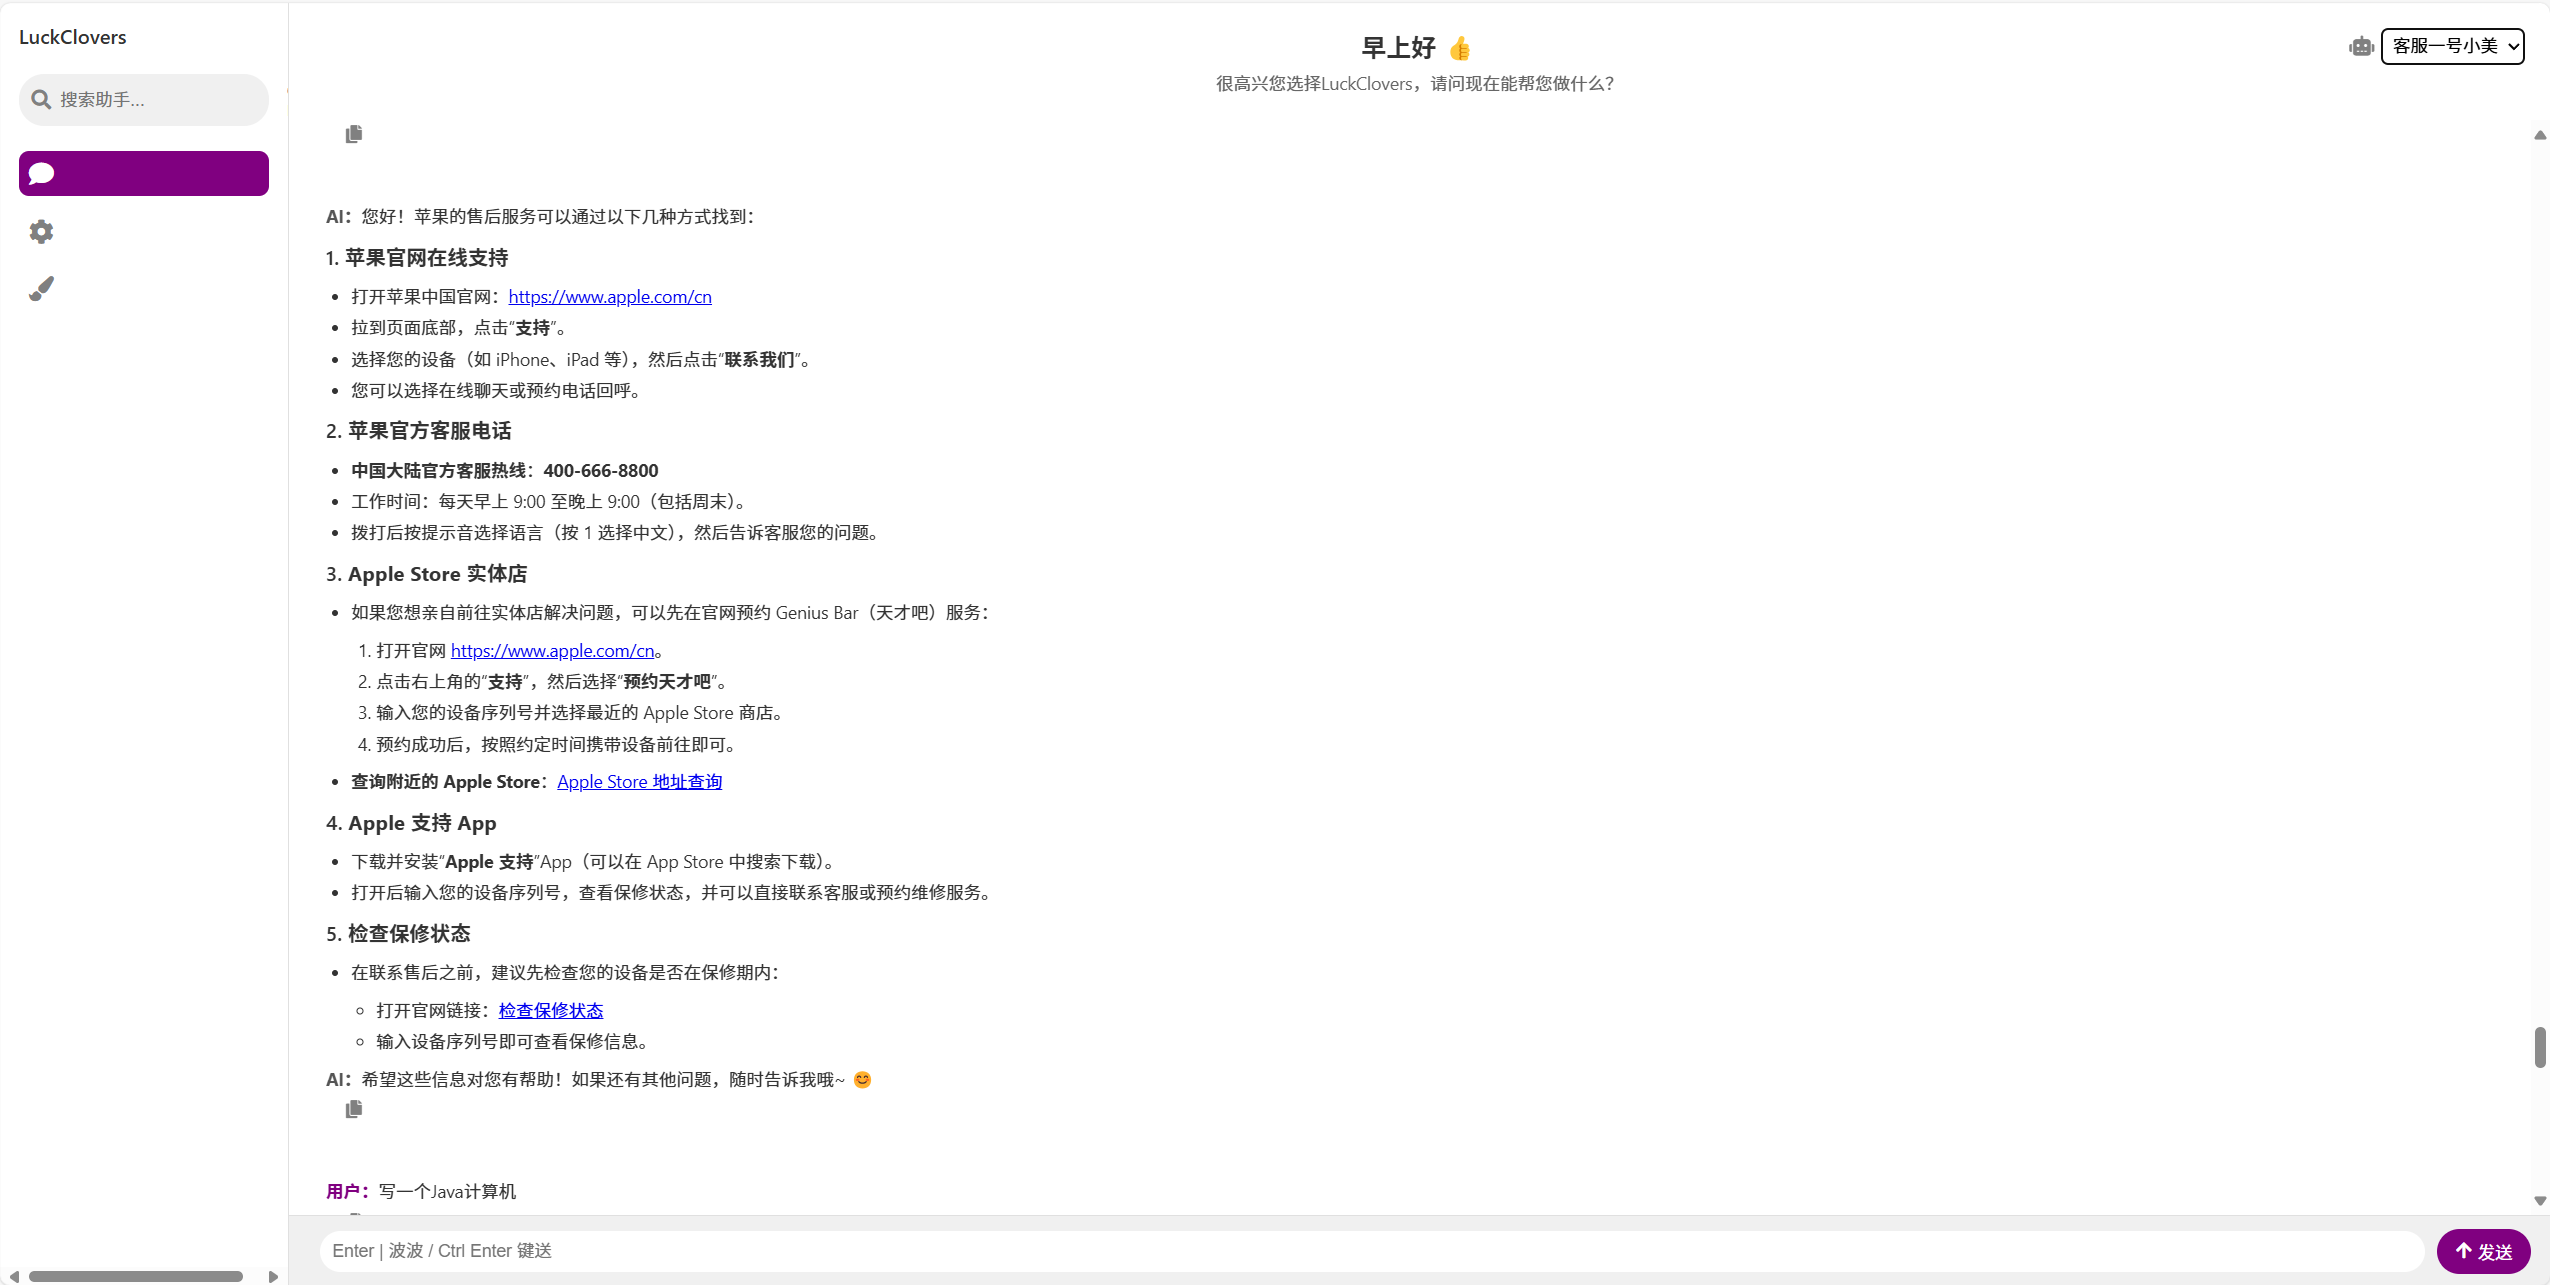 LuckClovers
搜索助手...
早上好 👍
很高兴您选择LuckClovers，请问现在能帮您做什么？
客服一号小美
AI：您好！苹果的售后服务可以通过以下几种方式找到：
1. 苹果官网在线支持
• 打开苹果中国官网：https://www.apple.com/cn
• 拉到页面底部，点击“支持”。
• 选择您的设备（如 iPhone、iPad 等），然后点击“联系我们”。
• 您可以选择在线聊天或预约电话回呼。
2. 苹果官方客服电话
• 中国大陆官方客服热线：400-666-8800
• 工作时间：每天早上 9:00 至晚上 9:00（包括周末）。
• 拨打后按提示音选择语言（按 1 选择中文），然后告诉客服您的问题。
3. Apple Store 实体店
• 如果您想亲自前往实体店解决问题，可以先在官网预约 Genius Bar（天才吧）服务：
1. 打开官网 https://www.apple.com/cn。
2. 点击右上角的“支持”，然后选择“预约天才吧”。
3. 输入您的设备序列号并选择最近的 Apple Store 商店。
4. 预约成功后，按照约定时间携带设备前往即可。
• 查询附近的 Apple Store：Apple Store 地址查询
4. Apple 支持 App
• 下载并安装“Apple 支持”App（可以在 App Store 中搜索下载）。
• 打开后输入您的设备序列号，查看保修状态，并可以直接联系客服或预约维修服务。
5. 检查保修状态
• 在联系售后之前，建议先检查您的设备是否在保修期内：
◦ 打开官网链接：检查保修状态
◦ 输入设备序列号即可查看保修信息。
AI：希望这些信息对您有帮助！如果还有其他问题，随时告诉我哦~ 😊
用户：写一个Java计算机
Enter | 波波 / Ctrl Enter 键送
发送